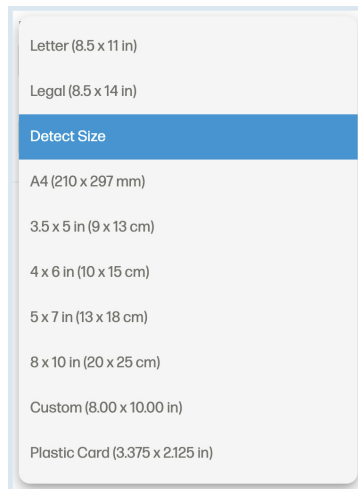 Letter (8.5 x 11 in)
Legal (8.5 x 14 in)
Detect Size
A4 (210 x 297 mm)
3.5 x 5 in (9 x 13 cm)
4 x 6 in (10 x 15 cm)
5 x 7 in (13 x 18 cm)
8 x 10 in (20 x 25 cm)
Custom (8.00 x 10.00 in)
Plastic Card (3.375 x 2.125 in)